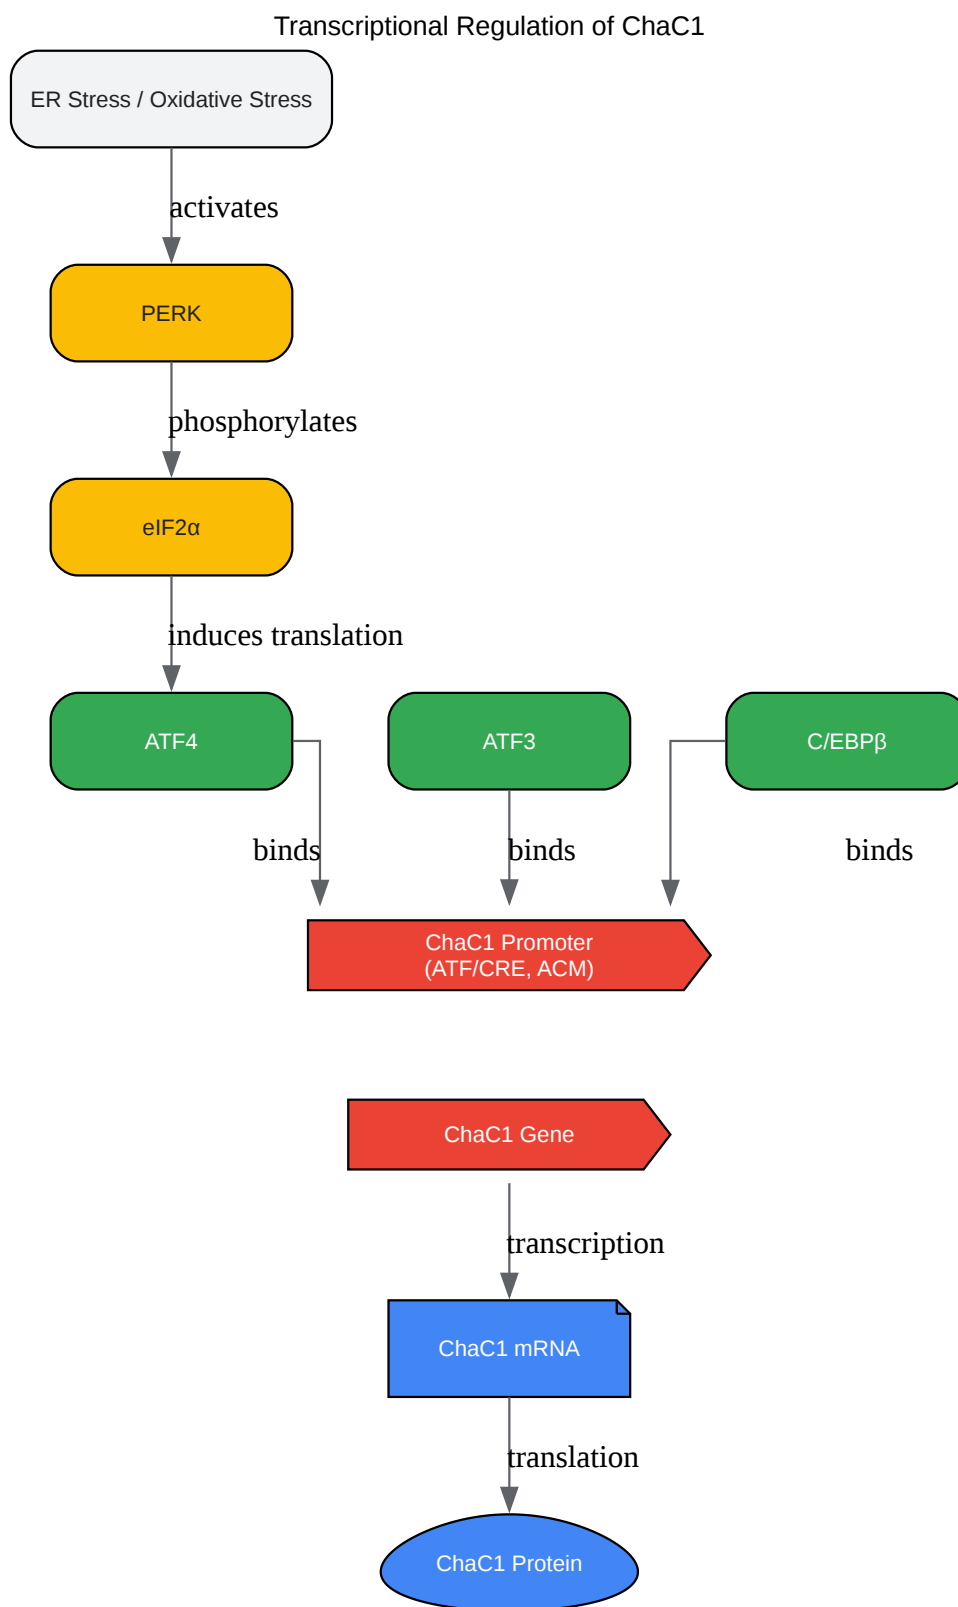 Transcriptional Regulation of ChaC1
ER Stress / Oxidative Stress
activates
PERK
phosphorylates
eIF2α
induces translation
ATF4
ATF3
C/EBPβ
binds
binds
binds
ChaC1 Promoter
(ATF/CRE, ACM)
ChaC1 Gene
transcription
ChaC1 mRNA
translation
ChaC1 Protein